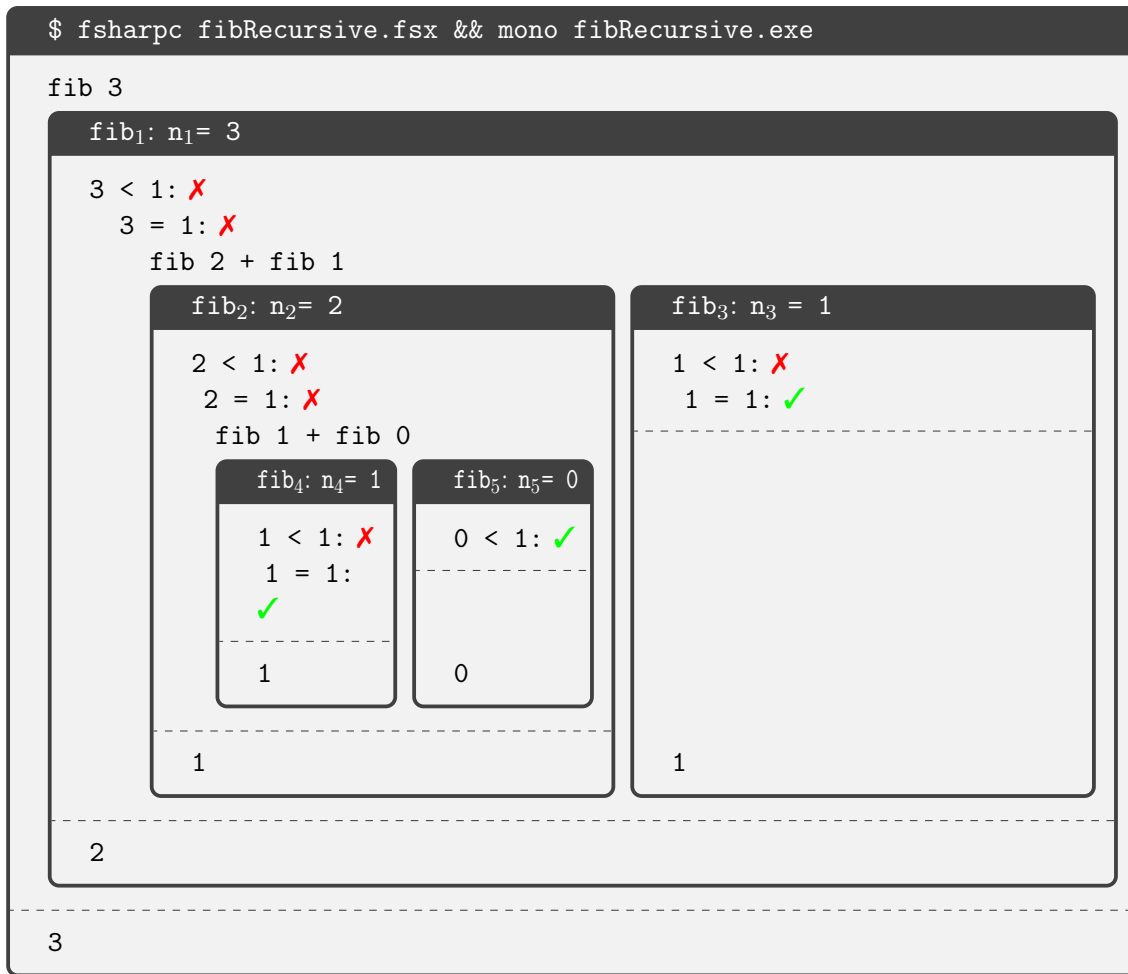 $ fsharpc fibRecursive.fsx && mono fibRecursive.exe
fib 3
fib₁: n₁= 3
3 < 1: ✗
3 = 1: ✗
fib 2 + fib 1
fib₂: n₂= 2
2 < 1: ✗
2 = 1: ✗
fib 1 + fib 0
fib₄: n₄= 1
1 < 1: ✗
1 = 1:
✓
1
fib₅: n₅= 0
0 < 1: ✓
0
1
fib₃: n₃ = 1
1 < 1: ✗
1 = 1: ✓
1
2
3